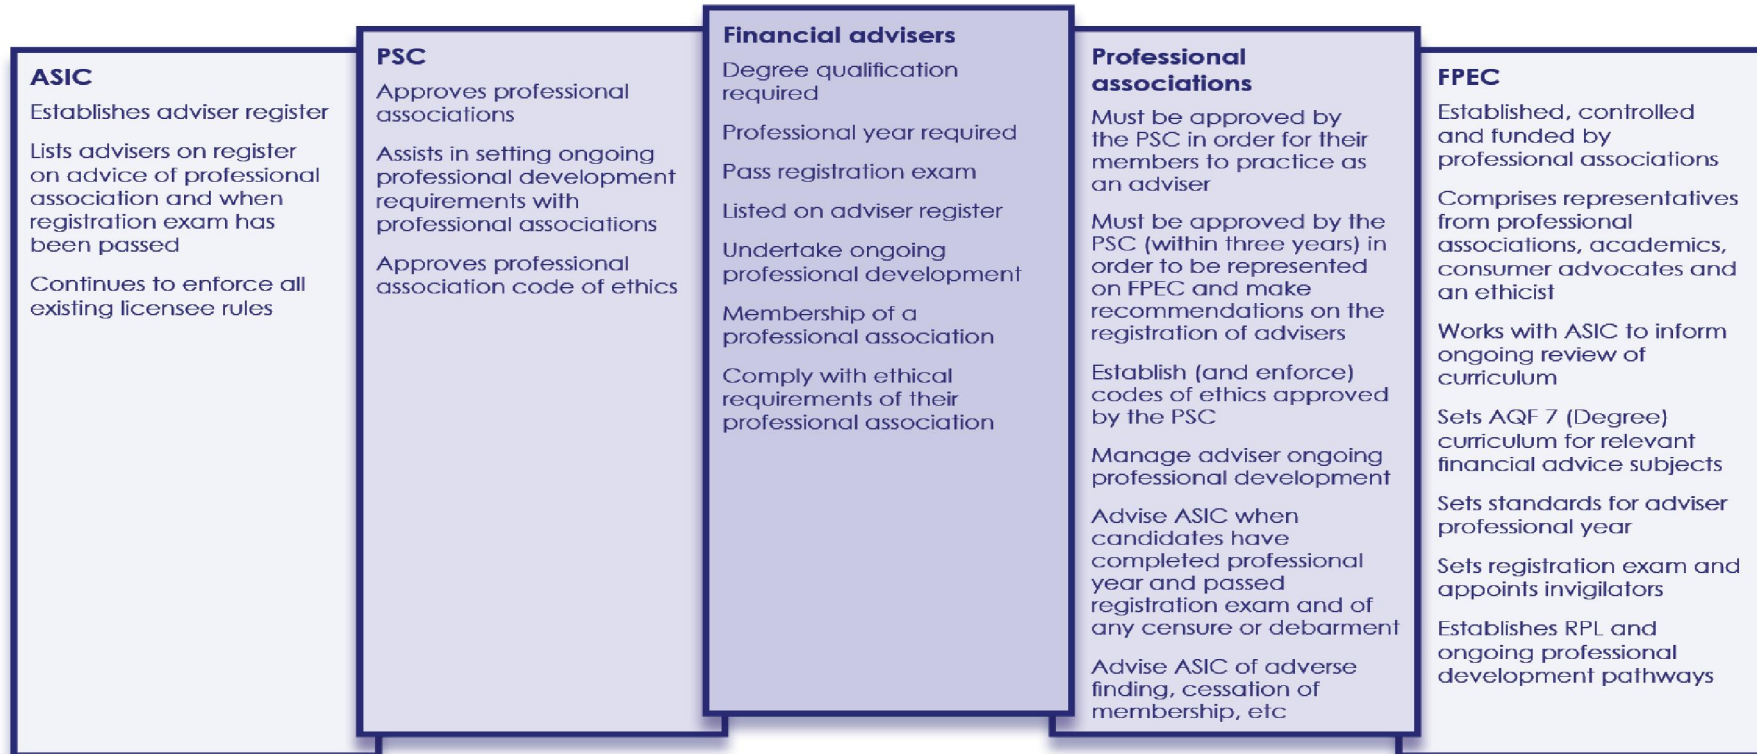 ASIC
Establishes adviser register
Lists advisers on register
on advice of professional
association and when
registration exam has
been passed
Continues to enforce all
existing licensee rules
PSC
Approves professional
associations
Assists in setting ongoing
professional development
requirements with
professional associations
Approves professional
association code of ethics
Financial advisers
Degree qualification
required
Professional year required
Pass registration exam
Listed on adviser register
Undertake ongoing
professional development
Membership of a
professional association
Comply with ethical
requirements of their
professional association
Professional
associations
Must be approved by
the PSC in order for their
members to practice as
an adviser
Must be approved by the
PSC (within three years) in
order to be represented
on FPEC and make
recommendations on the
registration of advisers
Establish (and enforce)
codes of ethics approved
by the PSC
Manage adviser ongoing
professional development
Advise ASIC when
candidates have
completed professional
year and passed
registration exam and of
any censure or debarment
Advise ASIC of adverse
finding, cessation of
membership, etc
FPEC
Established, controlled
and funded by
professional associations
Comprises representatives
from professional
associations, academics,
consumer advocates and
an ethicist
Works with ASIC to inform
ongoing review of
curriculum
Sets AQF 7 (Degree)
curriculum for relevant
financial advice subjects
Sets standards for adviser
professional year
Sets registration exam and
appoints invigilators
Establishes RPL and
ongoing professional
development pathways